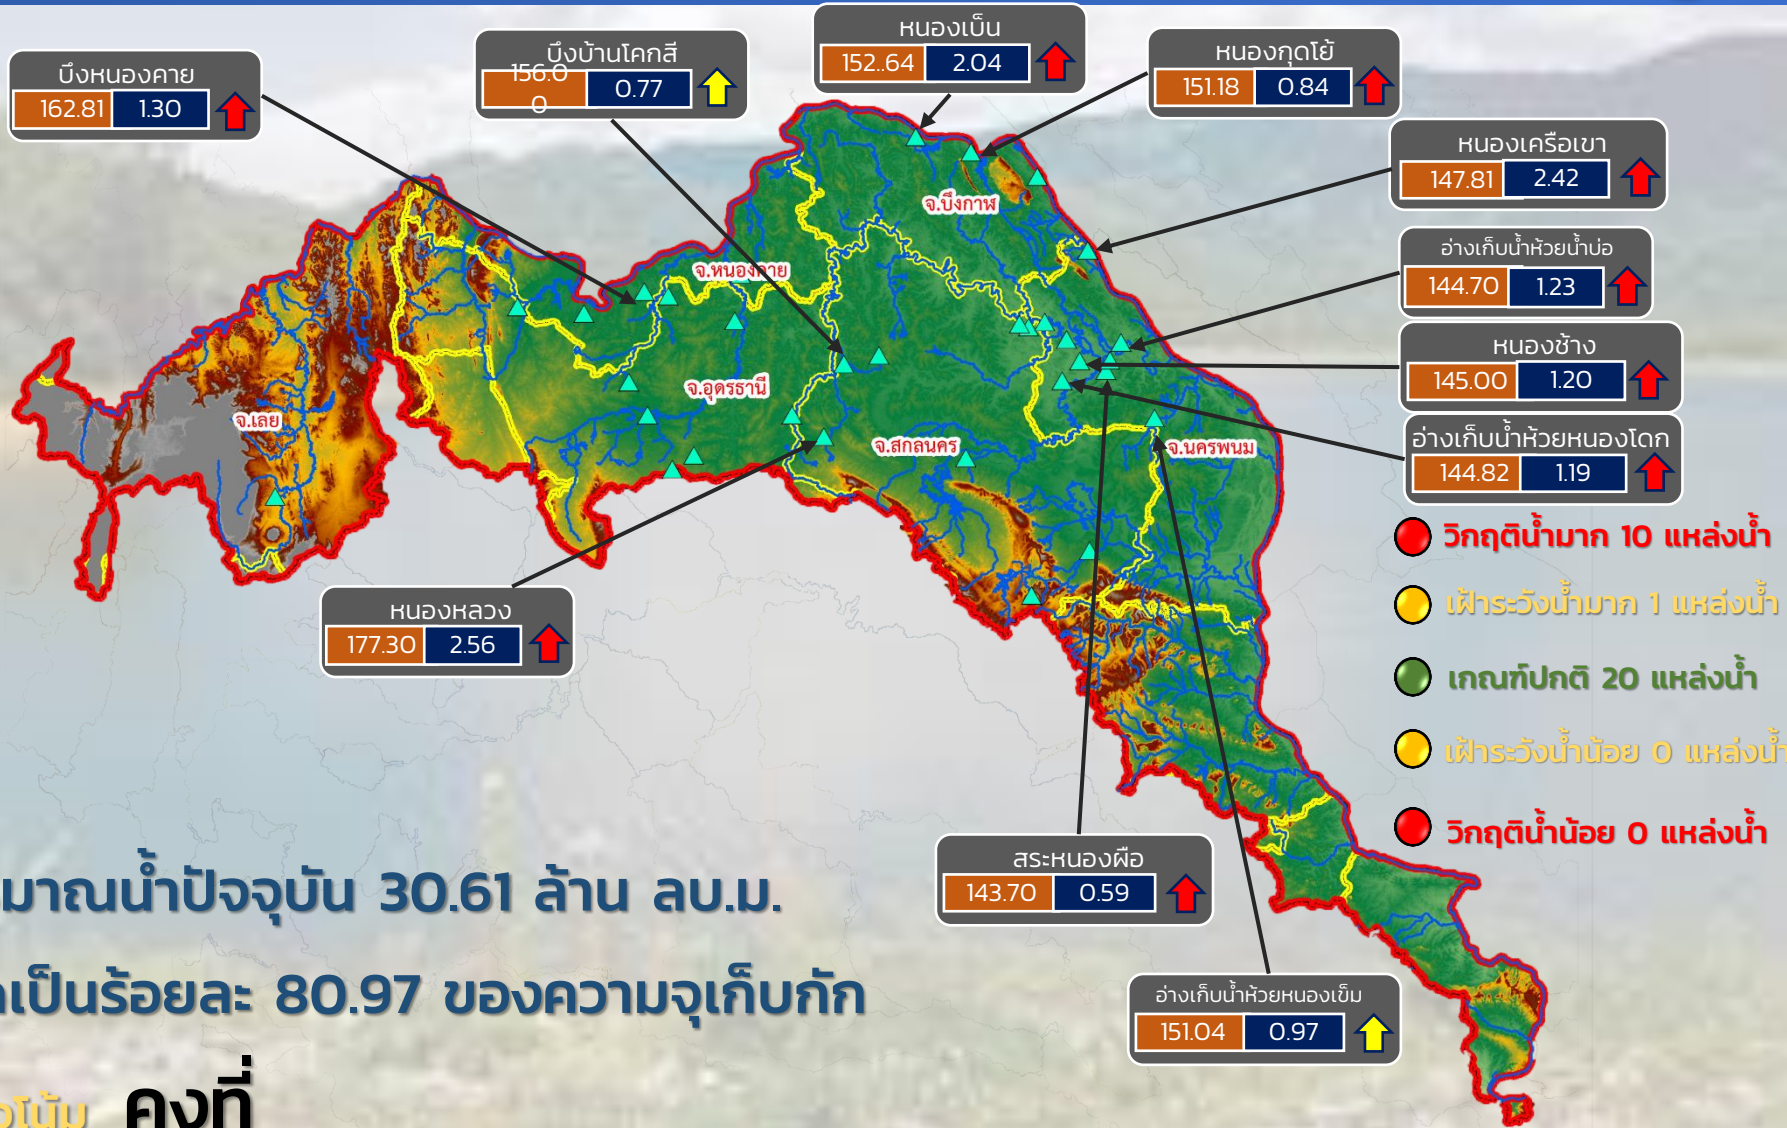 หนองเบ็น
152..64 2.04
บึงบ้านโคกสี
156.0
0
0.77
หนองกุดโย้
151.18 0.84
บึงหนองคาย
162.81 1.30
หนองเครือเขา
147.81 2.42
จ.บึงกาฬ
อ่างเก็บน้ำห้วยน้ำบ่อ
144.70 1.23
จ.หนองคาย
หนองช้าง
145.00 1.20
จ.อุดรธานี
จ.เลย
จ.สกลนคร
จ.นครพนม
อ่างเก็บน้ำห้วยหนองโดก
144.82 1.19
วิกฤติน้ำมาก 10 แหล่งน้ำ
เฝ้าระวังน้ำมาก 1 แหล่งน้ำ
หนองหลวง
177.30 2.56
เกณฑ์ปกติ 20 แหล่งน้ำ
เฝ้าระวังน้ำน้อย 0 แหล่งน้ำ
วิกฤติน้ำน้อย 0 แหล่งน้ำ
สระหนองผือ
143.70 0.59
มาณน้ำปัจจุบัน 30.61 ล้าน ลบ.ม.
เป็นร้อยละ 80.97 ของความจุเก็บกัก
อ่างเก็บน้ำห้วยหนองเข็ม
151.04 0.97
โน้ม คงที่